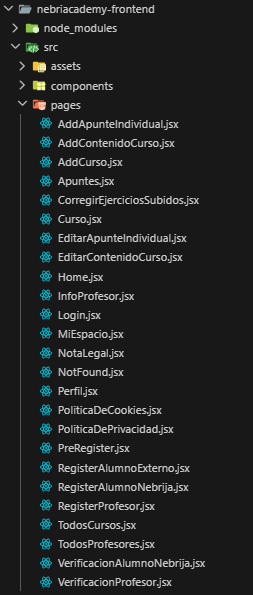 nebriacademy-frontend
node_modules
src
assets
components
pages
AddApunteIndividual.jsx
AddContenidoCurso.jsx
AddCurso.jsx
Apuntes.jsx
CorregirEjerciciosSubidos.jsx
Curso.jsx
EditarApunteIndividual.jsx
EditarContenidoCurso.jsx
Home.jsx
InfoProfesor.jsx
Login.jsx
MiEspacio.jsx
NotaLegal.jsx
NotFound.jsx
Perfil.jsx
PoliticaDeCookies.jsx
PoliticaDePrivacidad.jsx
PreRegister.jsx
RegisterAlumnoExterno.jsx
RegisterAlumnoNebrija.jsx
RegisterProfesor.jsx
TodosCursos.jsx
TodosProfesores.jsx
VerificacionAlumnoNebrija.jsx
VerificacionProfesor.jsx